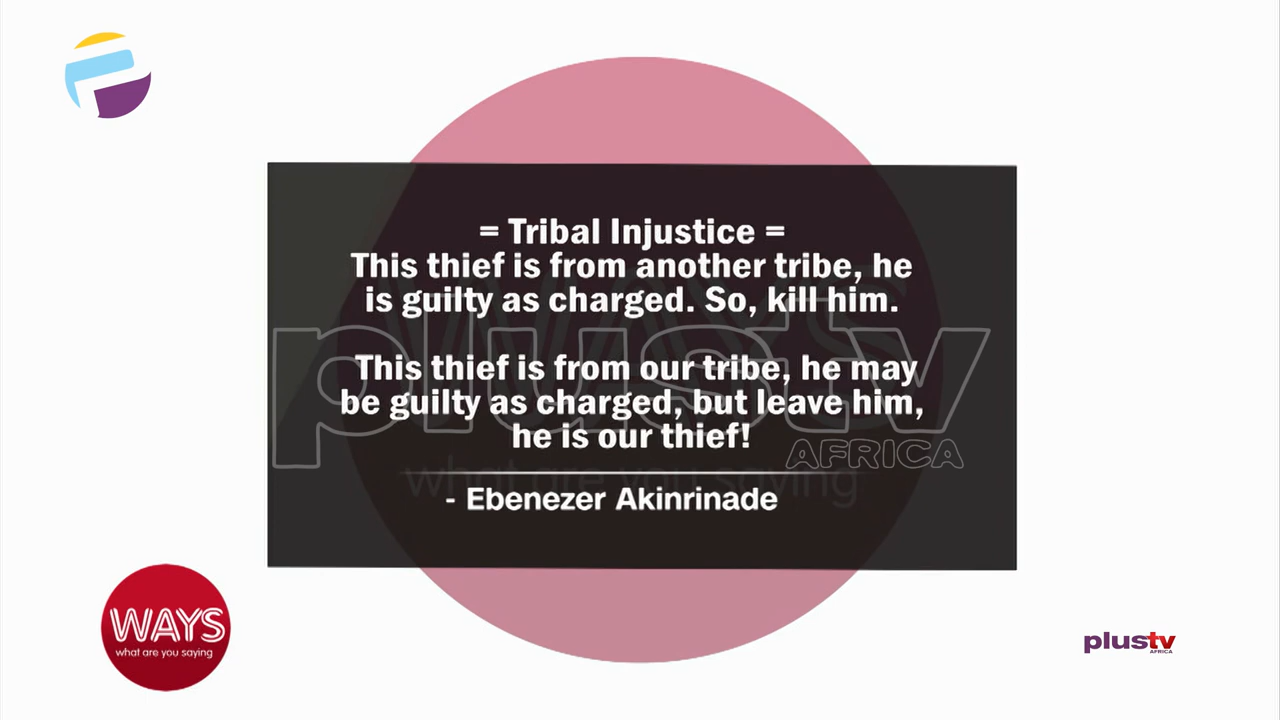 = Tribal Injustice =
This thief is from another tribe, he
is guilty as charged. So, kill him.
This thief is from our tribe, he may
be guilty as charged, but leave him,
he is our thief!
- Ebenezer Akinrinade
plustv
AFRICA
what are you saying
WAYS
what are you saying
plustv
AFRICA